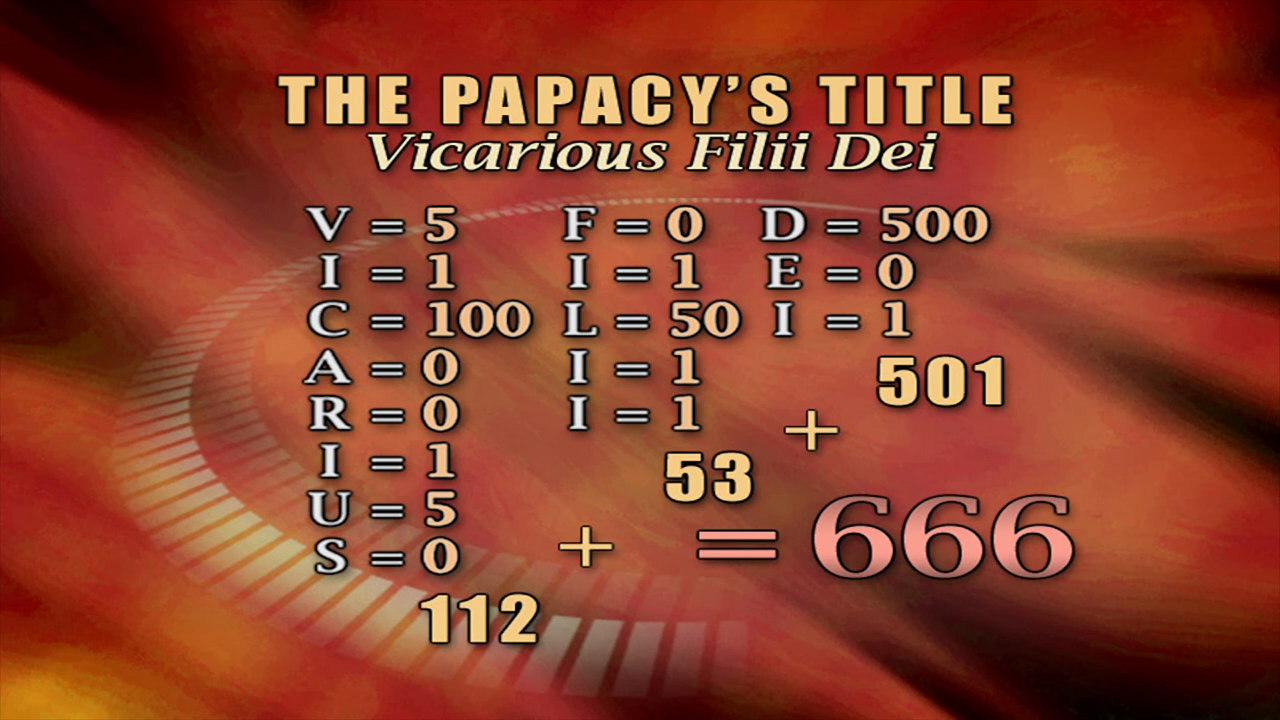 THE PAPACY'S TITLE
Vicarious Filii Dei
V = 5 F = 0 D = 500
I = 1 I = 1 E = 0
C = 100 L = 50 I = 1
A = 0 I = 1 501
R = 0 I = 1 +
I = 1 53
U = 5
S = 0 + = 666
112